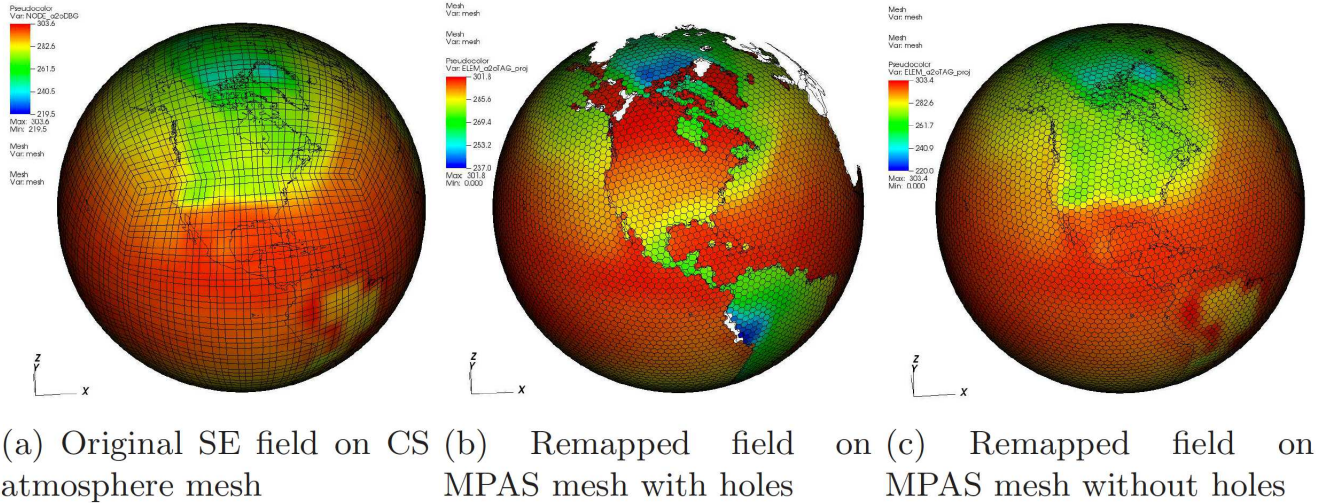 Pseudocolor
Var: NODE_a2oDBG
303.6
282.6
261.5
240.5
219.5
Max: 303.6
Min: 219.5
Mesh
Var: mesh
Mesh
Var: mesh
Z
Y
X
(a) Original SE field on CS
atmosphere mesh
Mesh
Var: mesh
Mesh
Var: mesh
Pseudocolor
Var: ELEM_a2oTAG_proj
301.8
285.6
269.4
253.2
237.0
Max: 301.8
Min: 0.000
Z
Y
X
(b) Remapped field on
MPAS mesh with holes
Mesh
Var: mesh
Mesh
Var: mesh
Pseudocolor
Var: ELEM_a2oTAG_proj
303.4
282.6
261.7
240.9
220.0
Max: 303.4
Min: 0.000
Z
Y
X
(c) Remapped field on
MPAS mesh without holes